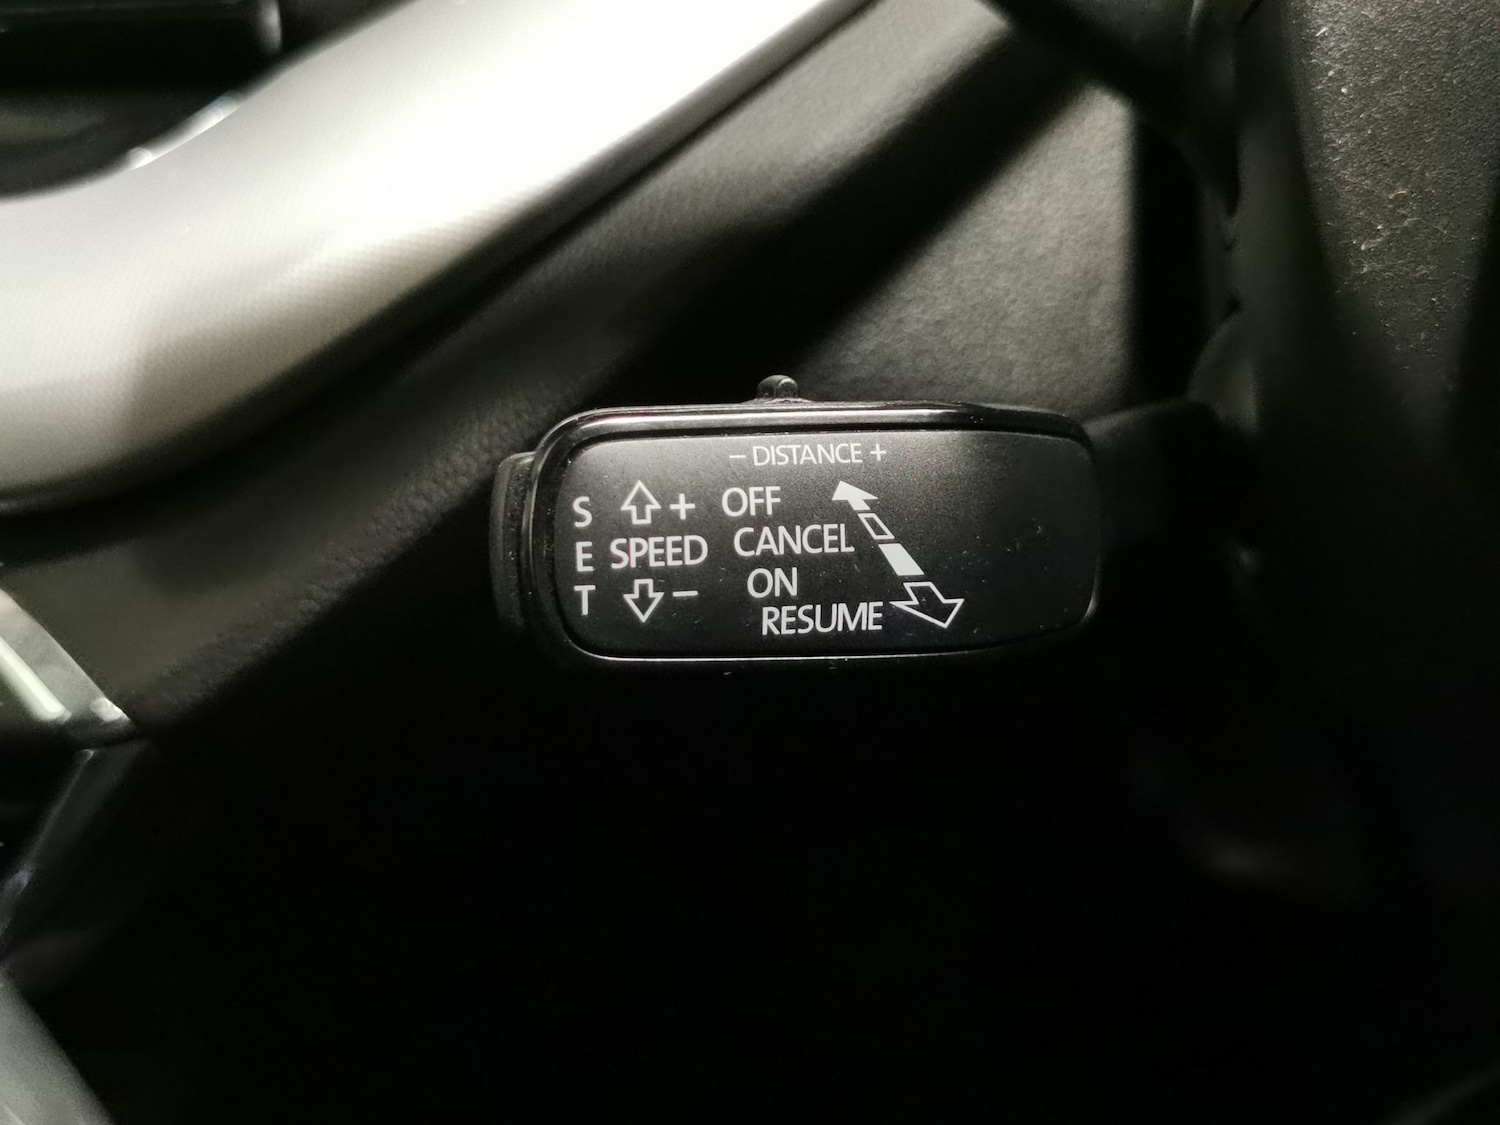 − DISTANCE +
S + OFF
E SPEED CANCEL
T − ON
RESUME